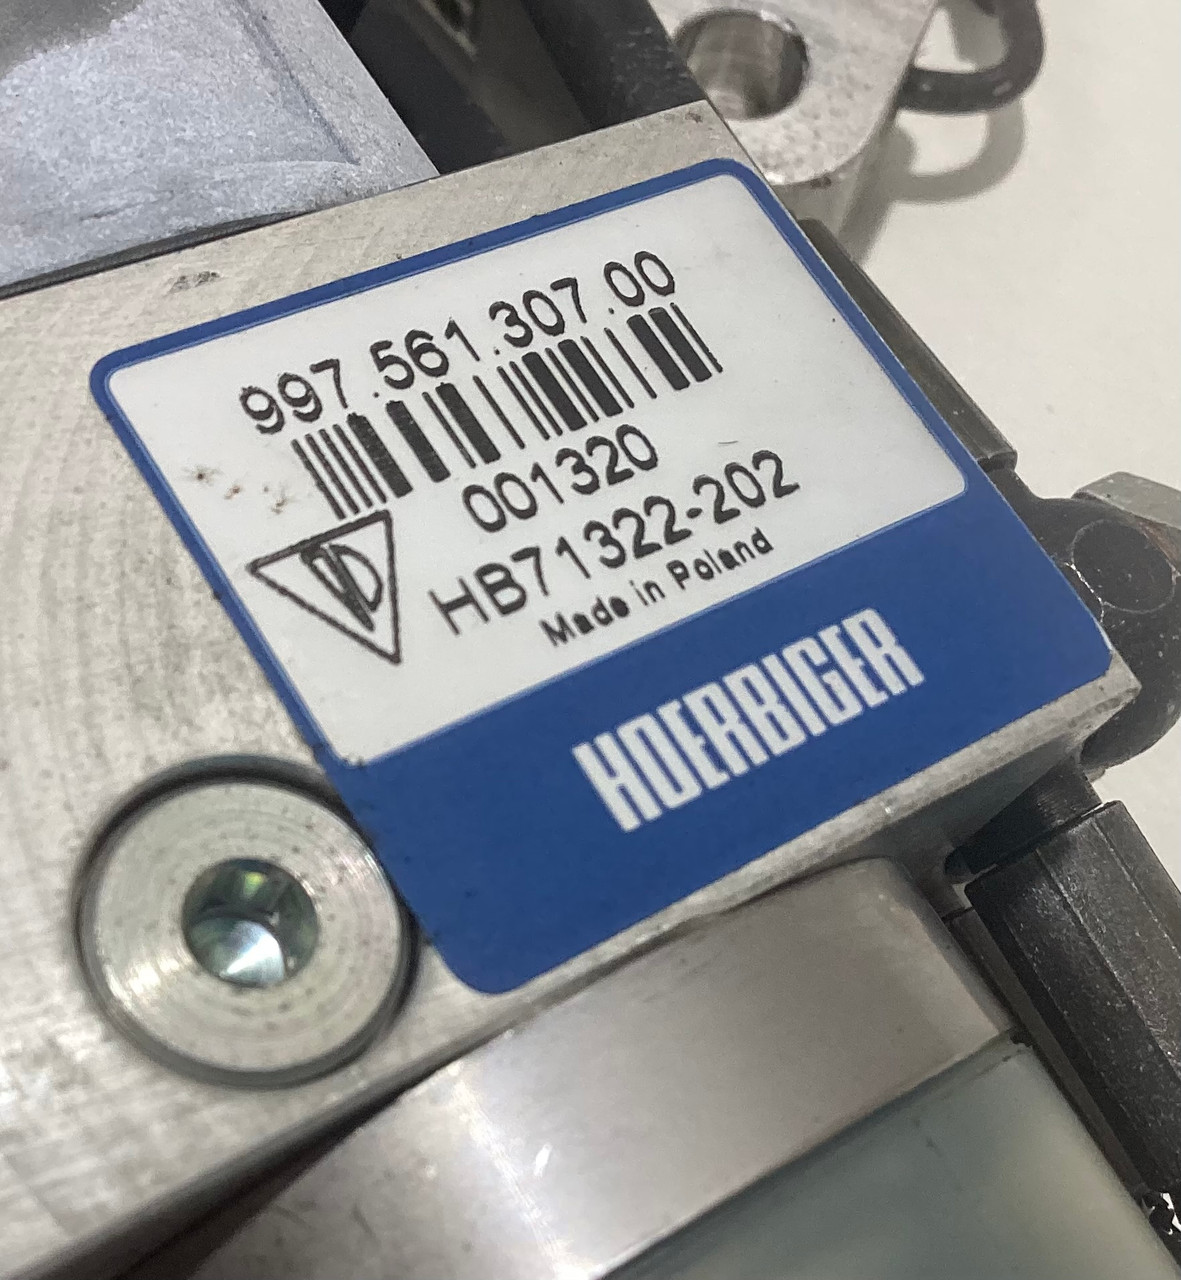 997.561.307.00
001320
HB71322-202
Made in Poland
HOERBIGER